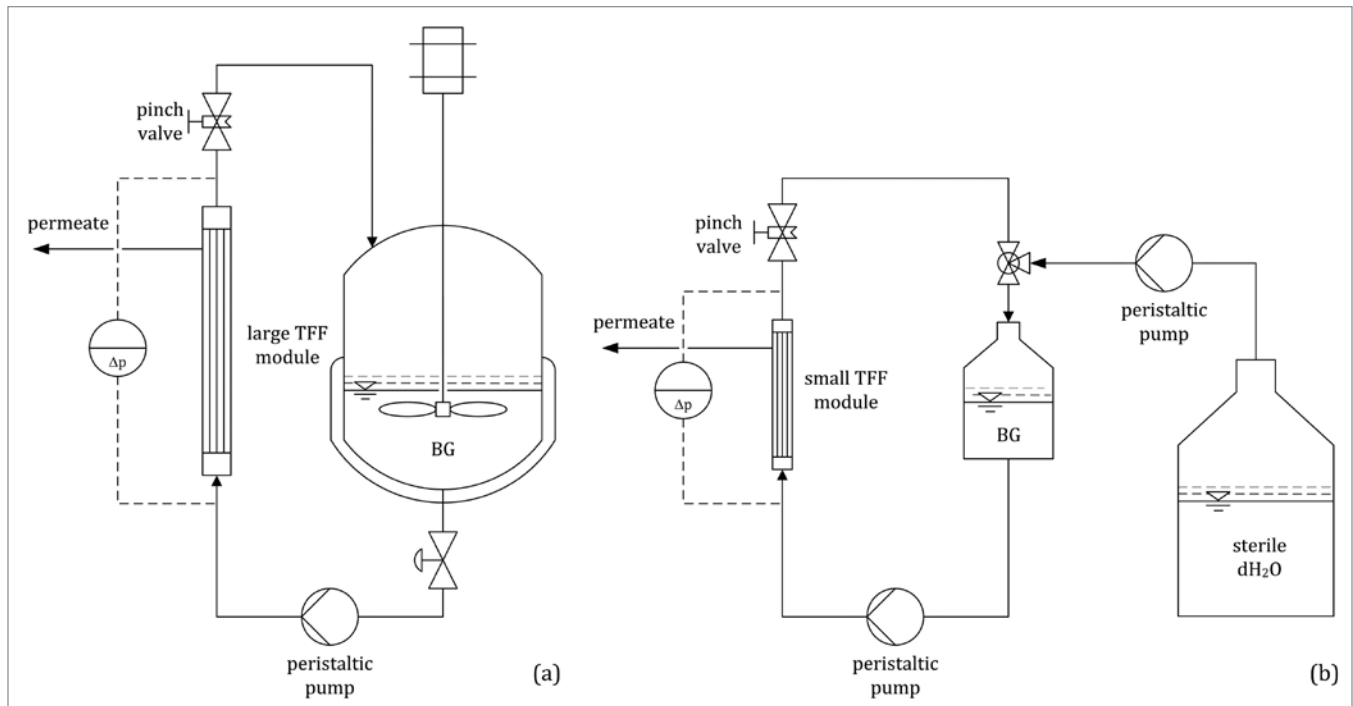 pinch
valve
permeate
Δp
large TFF
module
BG
peristaltic
pump
(a)
pinch
valve
permeate
Δp
small TFF
module
BG
peristaltic
pump
peristaltic
pump
sterile
dH₂O
(b)